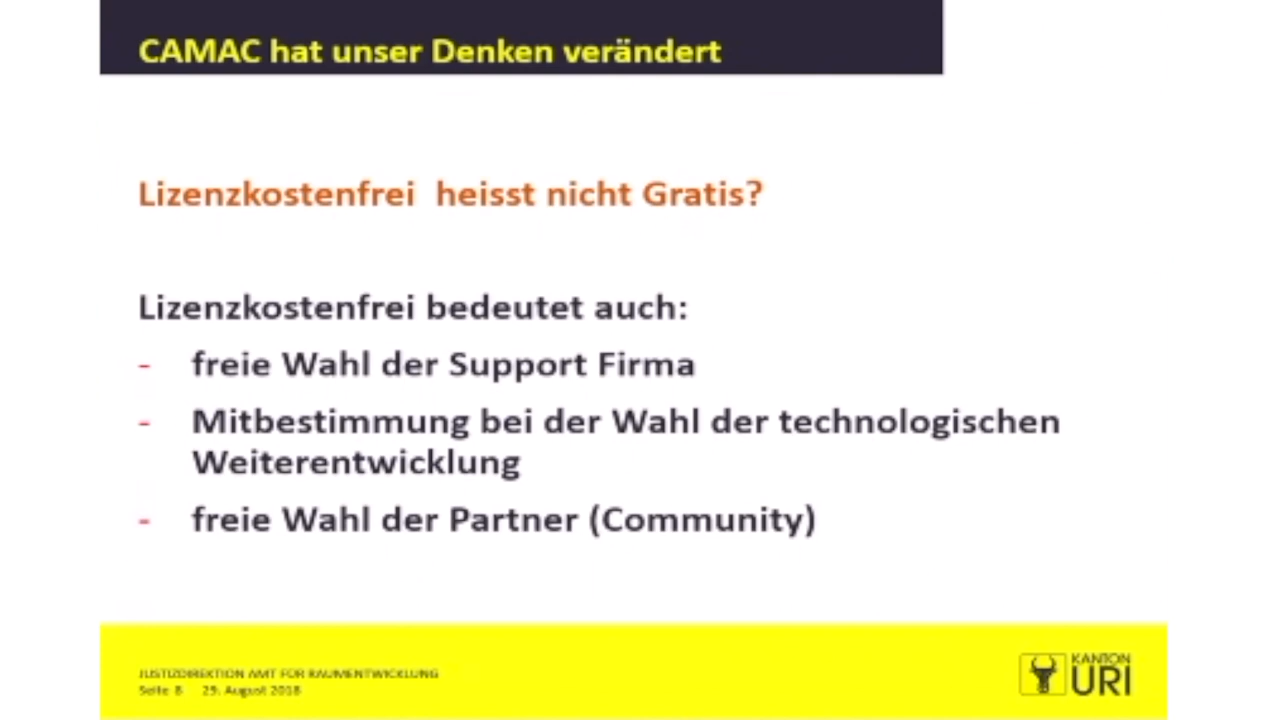 CAMAC hat unser Denken verändert
Lizenzkostenfrei heisst nicht Gratis?
Lizenzkostenfrei bedeutet auch:
- freie Wahl der Support Firma
- Mitbestimmung bei der Wahl der technologischen
Weiterentwicklung
- freie Wahl der Partner (Community)
JUSTIZDIREKTION AMT FÜR RAUMENTWICKLUNG
Seite 8 29. August 2018
KANTON
URI